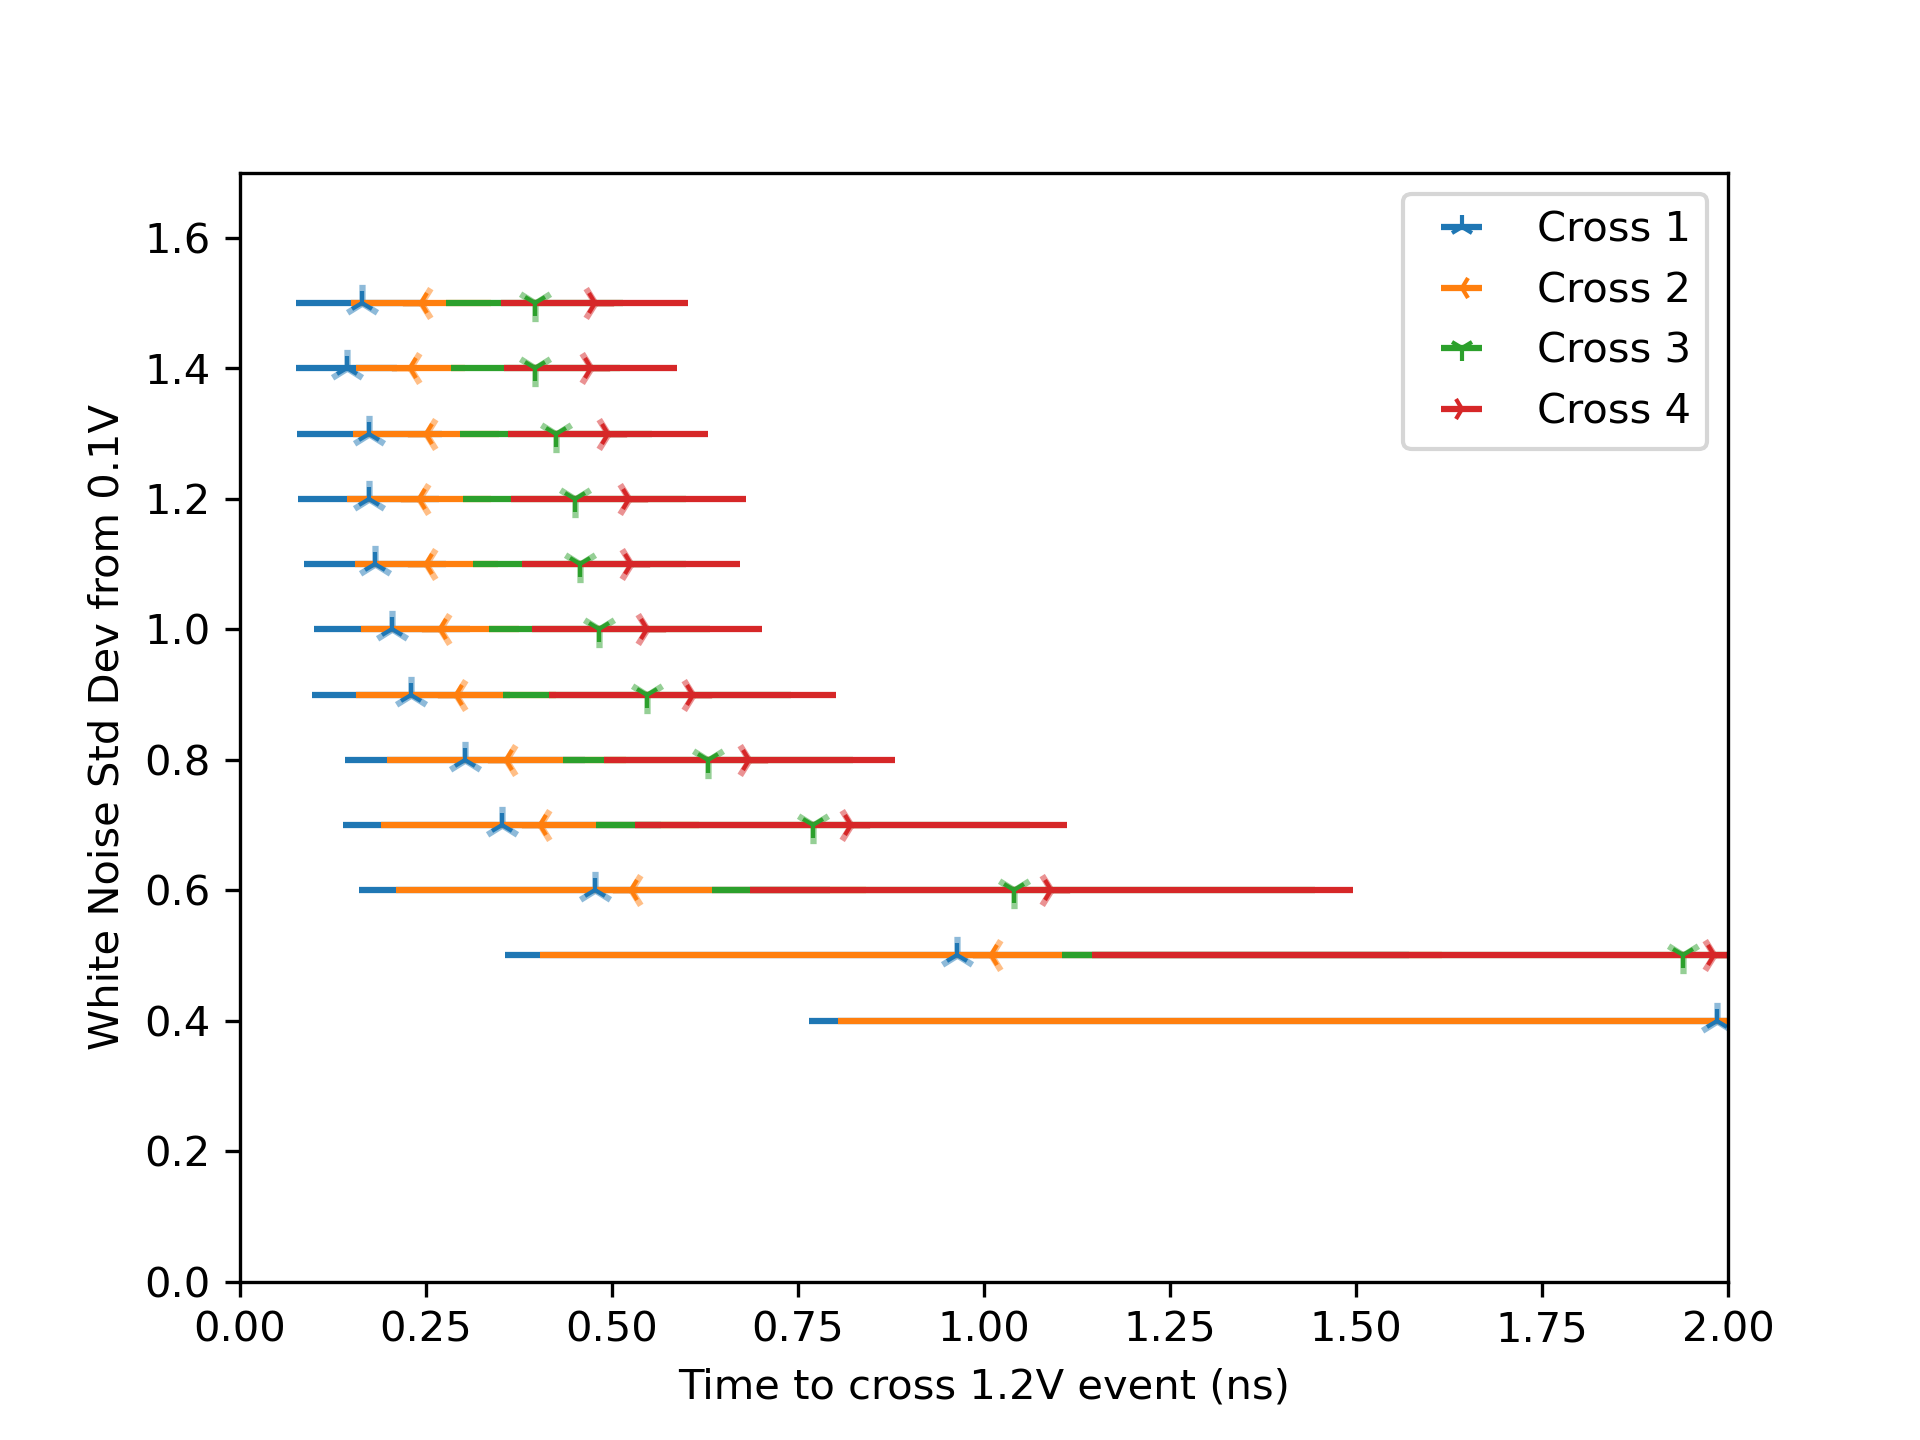 Cross 1
Cross 2
Cross 3
Cross 4
White Noise Std Dev from 0.1V
1.6
1.4
1.2
1.0
0.8
0.6
0.4
0.2
0.0
0.00 0.25 0.50 0.75 1.00 1.25 1.50 1.75 2.00
Time to cross 1.2V event (ns)